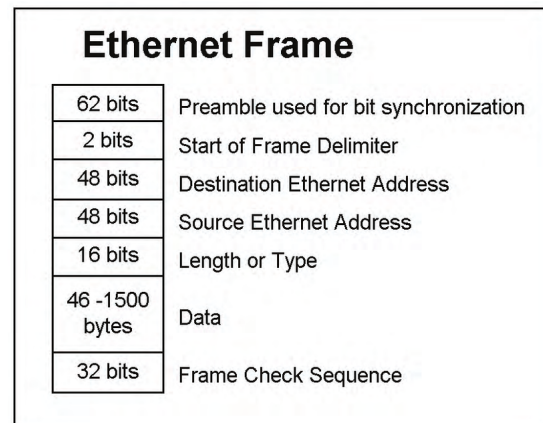 Ethernet Frame
62 bits Preamble used for bit synchronization
2 bits Start of Frame Delimiter
48 bits Destination Ethernet Address
48 bits Source Ethernet Address
16 bits Length or Type
46 -1500
bytes Data
32 bits Frame Check Sequence